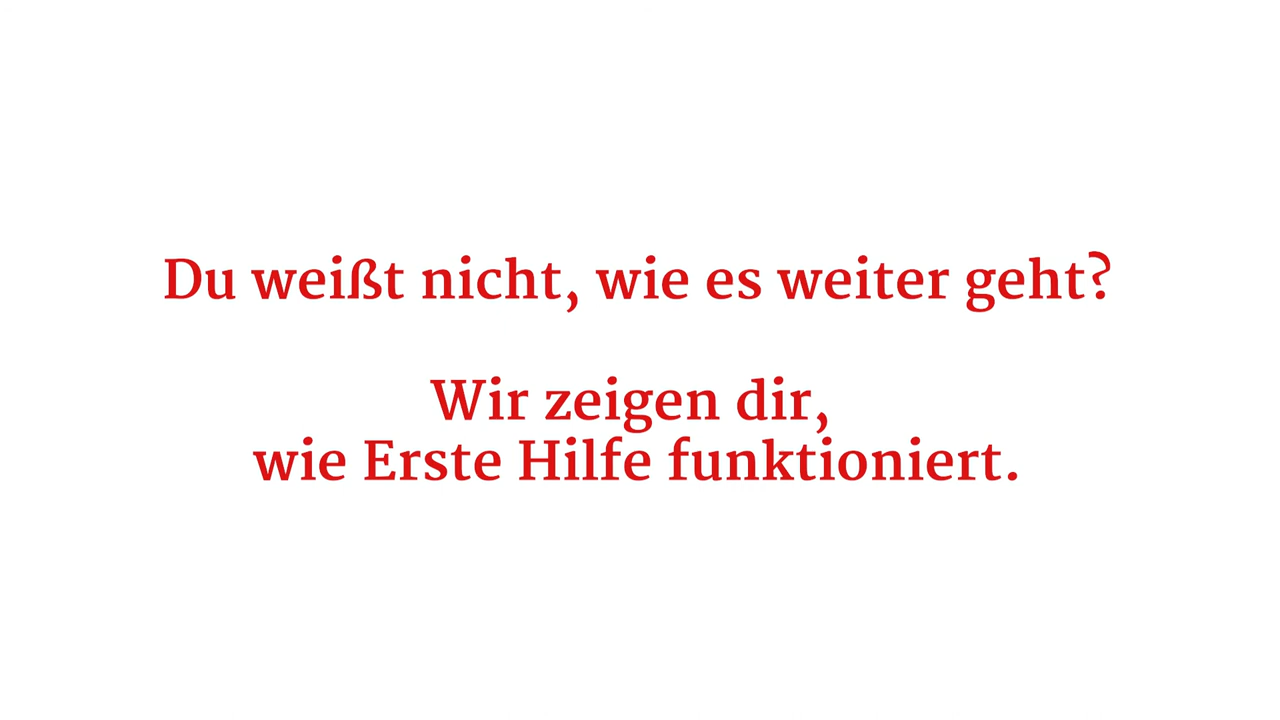 Du weißt nicht, wie es weiter geht?
Wir zeigen dir,
wie Erste Hilfe funktioniert.